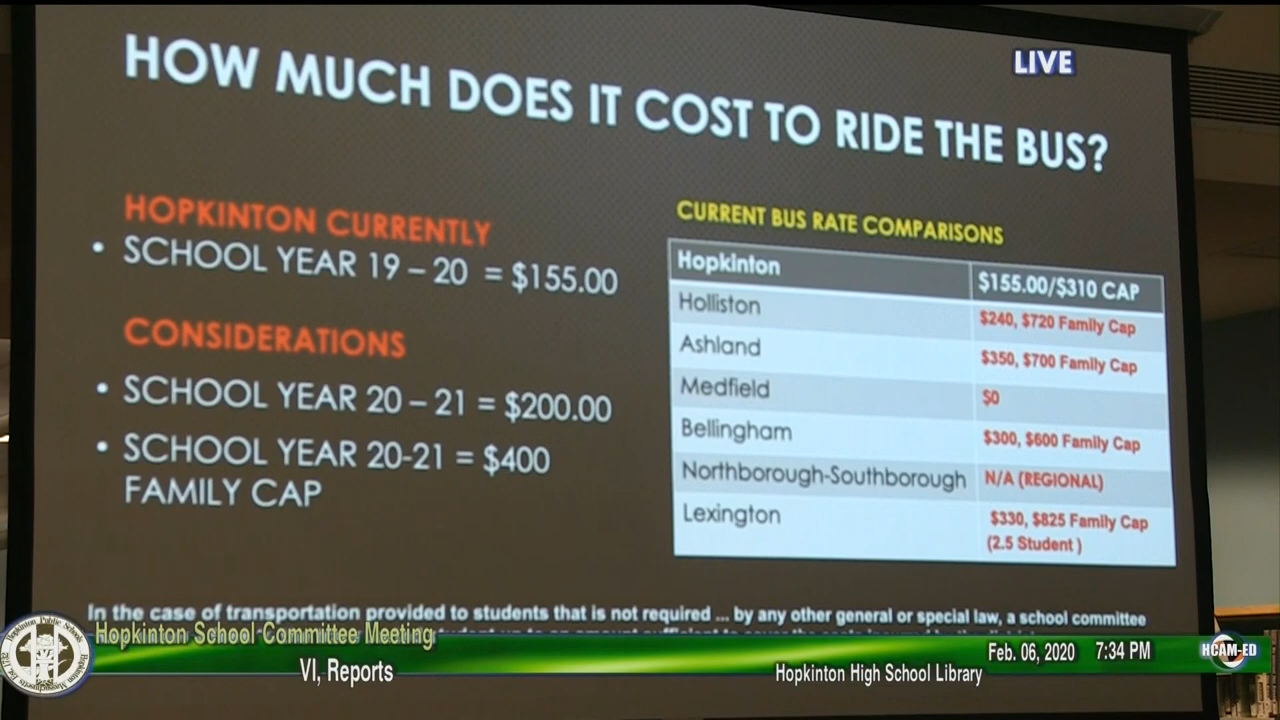 HOW MUCH DOES IT COST TO RIDE THE BUS?
LIVE
HOPKINTON CURRENTLY
• SCHOOL YEAR 19 – 20 = $155.00
CONSIDERATIONS
• SCHOOL YEAR 20 – 21 = $200.00
• SCHOOL YEAR 20-21 = $400
FAMILY CAP
CURRENT BUS RATE COMPARISONS
Hopkinton $155.00/$310 CAP
Holliston $240, $720 Family Cap
Ashland $350, $700 Family Cap
Medfield $0
Bellingham $300, $600 Family Cap
Northborough-Southborough N/A (REGIONAL)
Lexington $330, $825 Family Cap
(2.5 Student )
In the case of transportation provided to students that is not required ... by any other general or special law, a school committee
Hopkinton School Committee Meeting
VI, Reports
Feb. 06, 2020 7:34 PM
Hopkinton High School Library
HCAM-ED